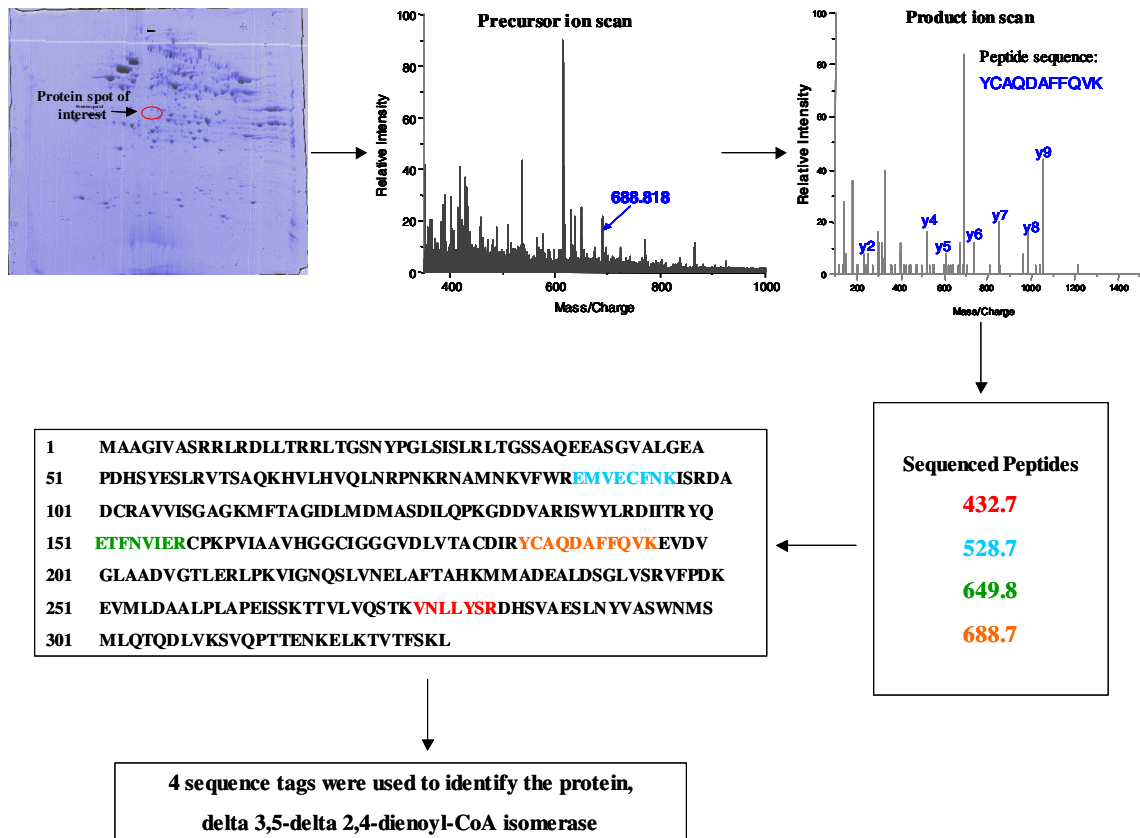 Precursor ion scan
Product ion scan
Protein spot of
interest
Protein spot of
interest
Relative Intensity
100
80
60
40
20
0
688.818
400
600
800
1000
Mass/Charge
Relative Intensity
100
80
60
40
20
0
Peptide sequence:
YCAQDAFFQVK
y2
y4
y5
y6
y7
y8
y9
200
400
600
800
1000
1200
1400
Mass/Charge
1 MAAGIVASRRLRDLLTRRLTGSNYPGLSISLRLTGSSAQEEASGVALGEA
51 PDHSYESLRVTSAQKHVLHVQLNRPNKRNAMNKVFWREMVECFNKISRDA
101 DCRAVVISGAGKMFTAGIDLMDMASDILQPKGDDVARISWYLRDIITRYQ
151 ETFNVIERCPKPVIAAVHGGCIGGGVDLVTACDIRYCAQDAFFQVKEVDV
201 GLAADVGTLERLPKVIGNQSLVNELAFTAHKMMADEALDSGLVSRVFPDK
251 EVMLDAALPLAPEISSKTTVLVQSTKVNLLYSRDHSVAESLNYVASWNMS
301 MLQTQDLVKSVQPTTENKELKTVTFSKL
Sequenced Peptides
432.7
528.7
649.8
688.7
4 sequence tags were used to identify the protein,
delta 3,5-delta 2,4-dienoyl-CoA isomerase